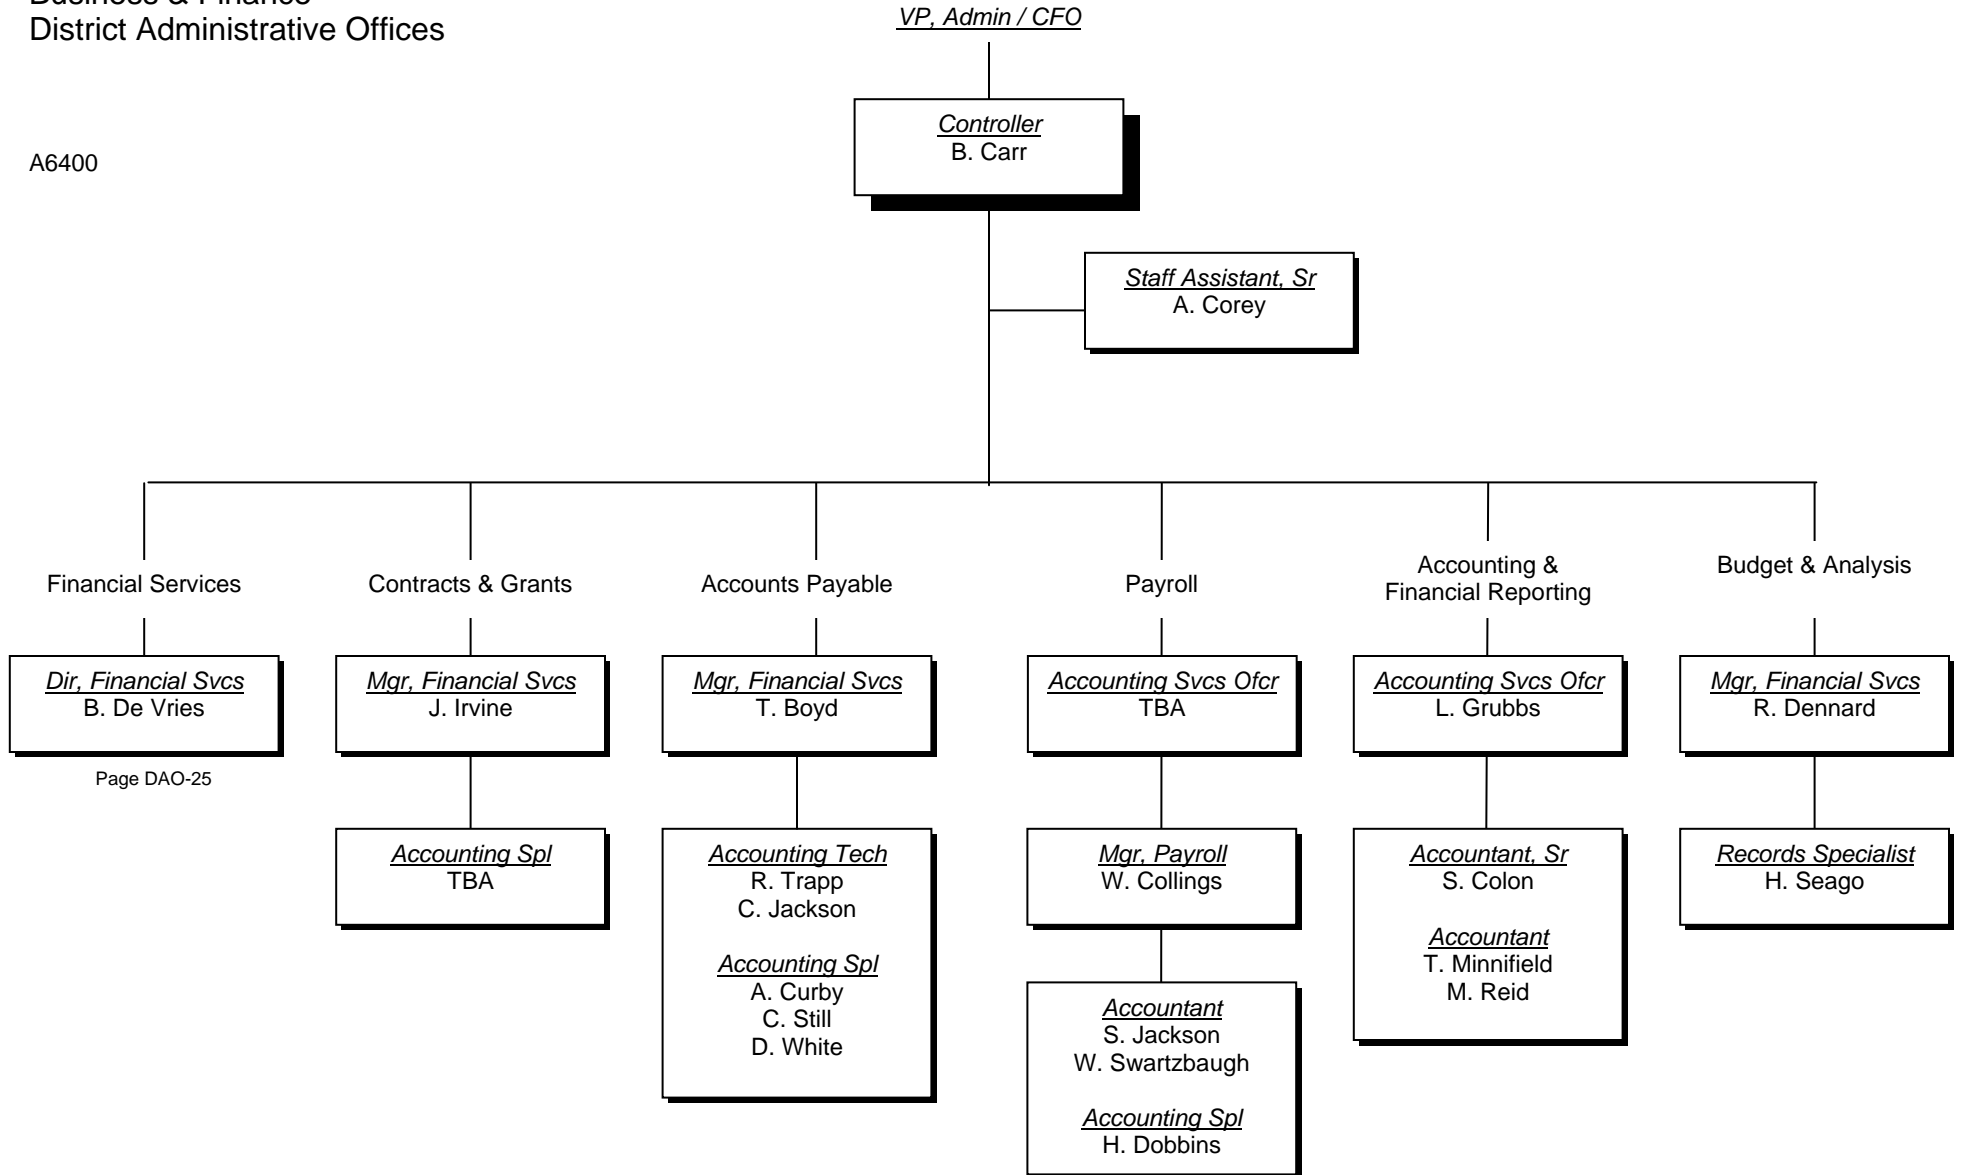 Business & Finance
District Administrative Offices
VP, Admin / CFO
Controller
B. Carr
A6400
Staff Assistant, Sr
A. Corey
Financial Services
Dir, Financial Svcs
B. De Vries
Page DAO-25
Contracts & Grants
Mgr, Financial Svcs
J. Irvine
Accounting Spl
TBA
Accounts Payable
Mgr, Financial Svcs
T. Boyd
Accounting Tech
R. Trapp
C. Jackson
Accounting Spl
A. Curby
C. Still
D. White
Payroll
Accounting Svcs Ofcr
TBA
Mgr, Payroll
W. Collings
Accountant
S. Jackson
W. Swartzbaugh
Accounting Spl
H. Dobbins
Accounting &
Financial Reporting
Accounting Svcs Ofcr
L. Grubbs
Accountant, Sr
S. Colon
Accountant
T. Minnifield
M. Reid
Budget & Analysis
Mgr, Financial Svcs
R. Dennard
Records Specialist
H. Seago